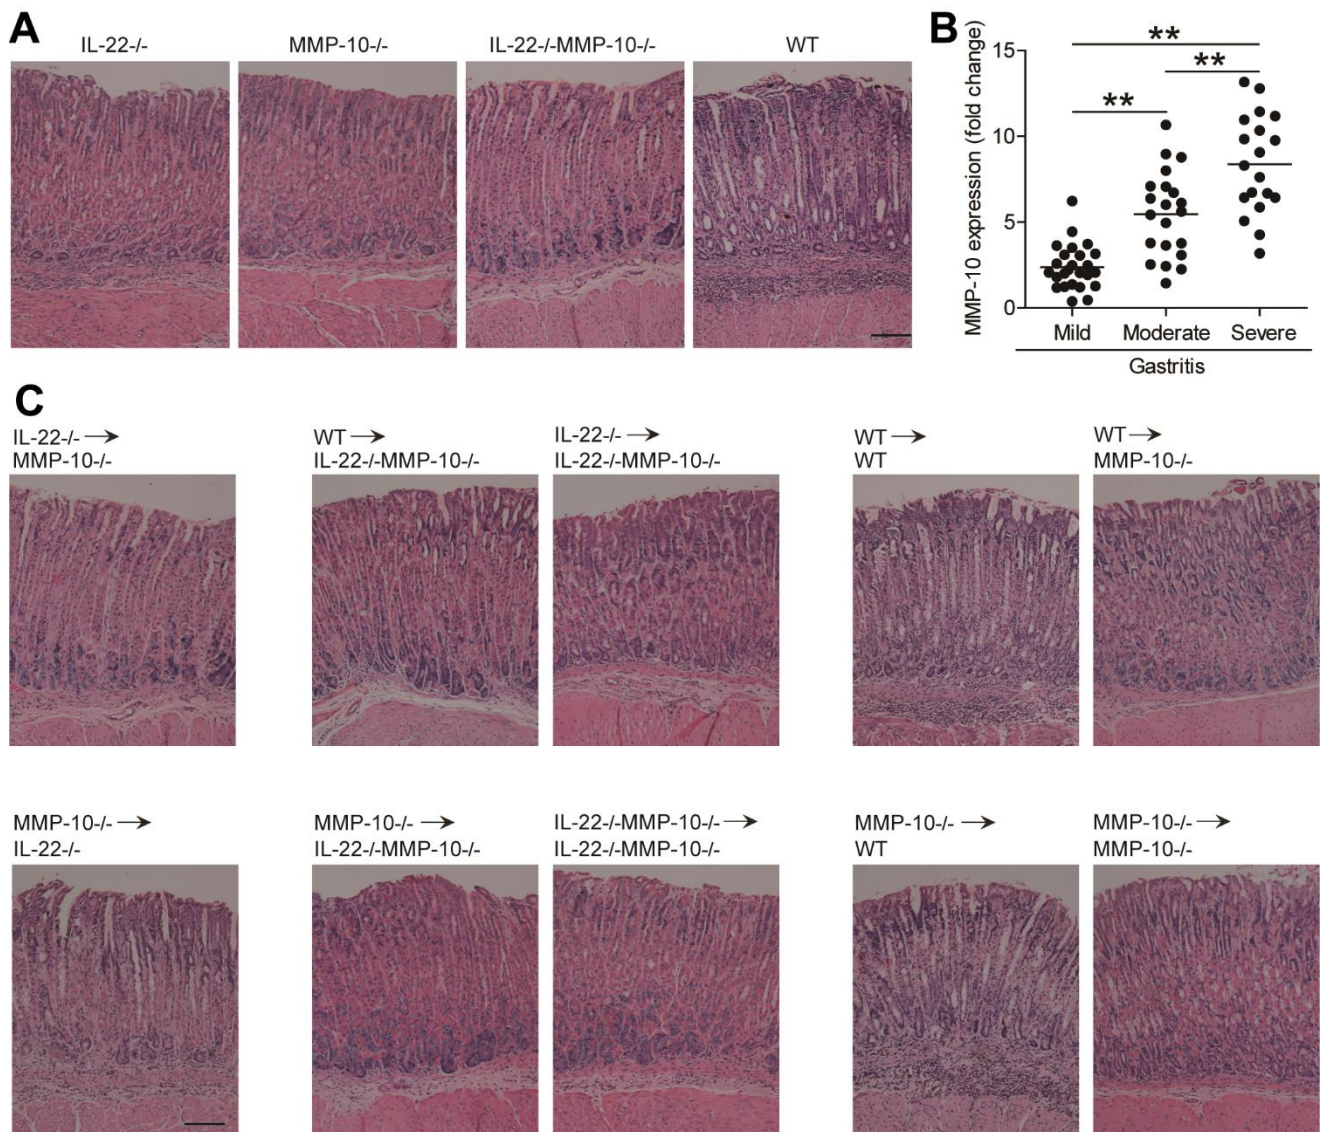 A
IL-22-/-
MMP-10-/-
IL-22-/-MMP-10-/-
WT
B
MMP-10 expression (fold change)
15
10
5
0
**
**
**
Mild
Moderate
Severe
Gastritis
C
IL-22-/- →
MMP-10-/-
WT →
IL-22-/-MMP-10-/-
IL-22-/- →
IL-22-/-MMP-10-/-
WT →
WT
WT →
MMP-10-/-
MMP-10-/- →
IL-22-/-
MMP-10-/- →
IL-22-/-MMP-10-/-
IL-22-/-MMP-10-/- →
IL-22-/-MMP-10-/-
MMP-10-/- →
WT
MMP-10-/- →
MMP-10-/-